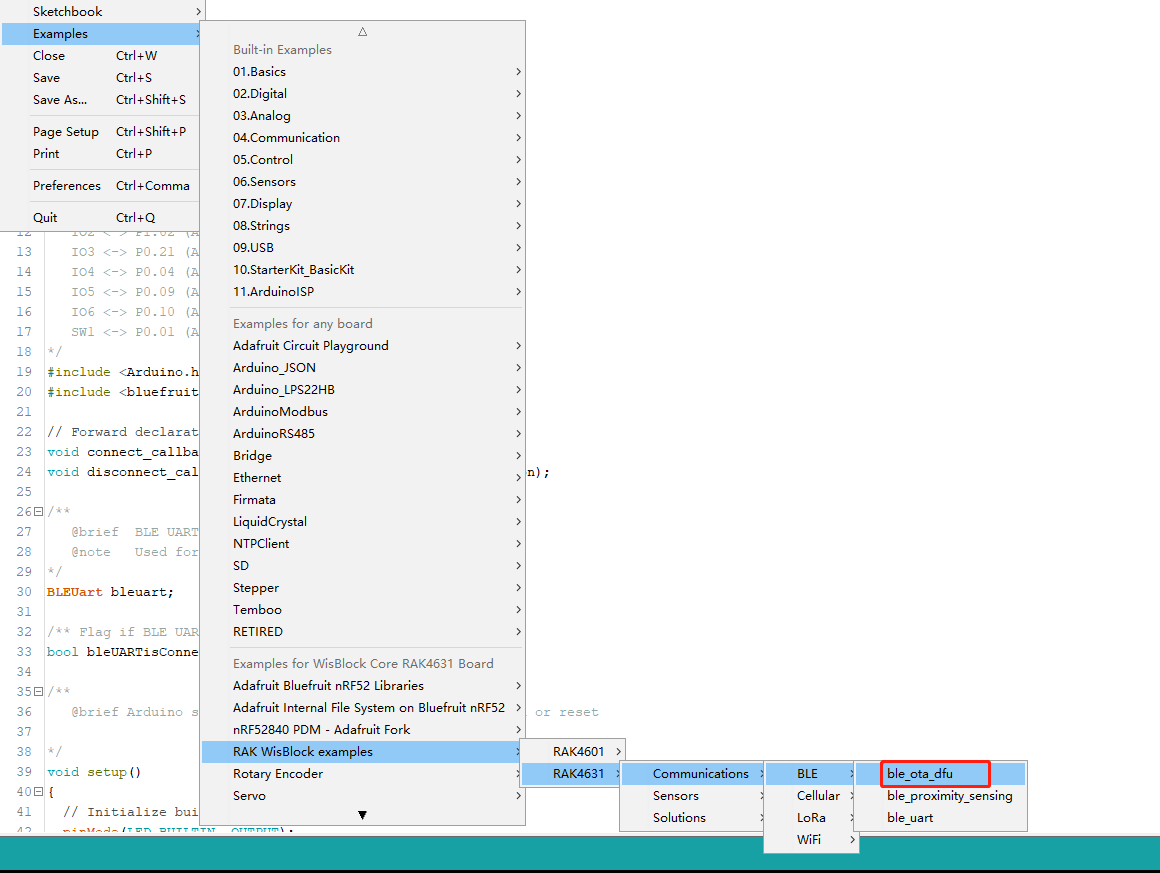 Sketchbook
Examples
Close Ctrl+W
Save Ctrl+S
Save As... Ctrl+Shift+S
Page Setup Ctrl+Shift+P
Print Ctrl+P
Preferences Ctrl+Comma
Quit Ctrl+Q
Built-in Examples
01.Basics
02.Digital
03.Analog
04.Communication
05.Control
06.Sensors
07.Display
08.Strings
09.USB
10.StarterKit_BasicKit
11.ArduinoISP
Examples for any board
Adafruit Circuit Playground
Arduino_JSON
Arduino_LPS22HB
ArduinoModbus
ArduinoRS485
Bridge
Ethernet
Firmata
LiquidCrystal
NTPClient
SD
Stepper
Temboo
RETIRED
Examples for WisBlock Core RAK4631 Board
Adafruit Bluefruit nRF52 Libraries
Adafruit Internal File System on Bluefruit nRF52
nRF52840 PDM - Adafruit Fork
RAK WisBlock examples
Rotary Encoder
Servo
RAK4601
RAK4631
Communications
Sensors
Solutions
BLE
Cellular
LoRa
WiFi
ble_ota_dfu
ble_proximity_sensing
ble_uart
12 IO2 <-> P1.02 (A
13 IO3 <-> P0.21 (A
14 IO4 <-> P0.04 (A
15 IO5 <-> P0.09 (A
16 IO6 <-> P0.10 (A
17 SW1 <-> P0.01 (A
18 */
19 #include <Arduino.h
20 #include <bluefruit
21
22 // Forward declarat
23 void connect_callba
24 void disconnect_cal n);
25
26 /**
27 @brief BLE UART
28 @note Used for
29 */
30 BLEUart bleuart;
31
32 /** Flag if BLE UAR
33 bool bleUARTisConne
34
35 /**
36 @brief Arduino s or reset
37
38 */
39 void setup()
40 {
41 // Initialize bui
42 pinMode(LED_BUILTIN, OUTPUT);